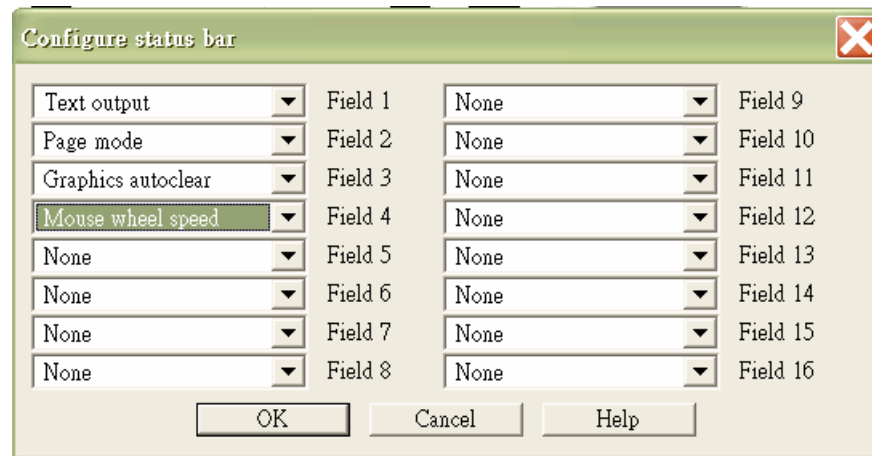 Configure status bar
Text output Field 1 None Field 9
Page mode Field 2 None Field 10
Graphics autoclear Field 3 None Field 11
Mouse wheel speed Field 4 None Field 12
None Field 5 None Field 13
None Field 6 None Field 14
None Field 7 None Field 15
None Field 8 None Field 16
OK Cancel Help